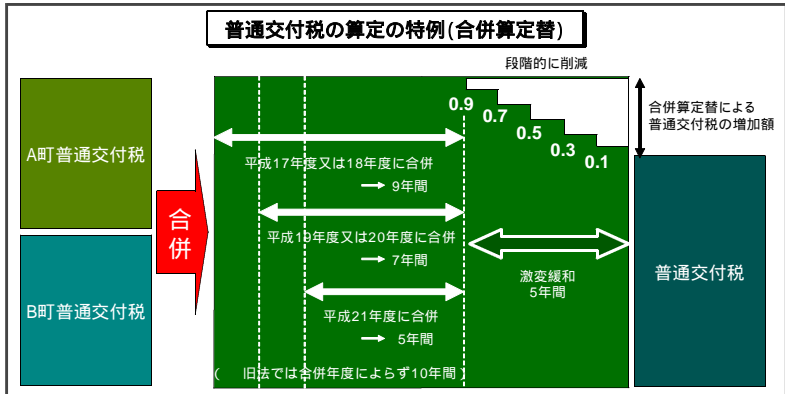 普通交付税の算定の特例(合併算定替)
段階的に削減
A町普通交付税
B町普通交付税
合併
0.9
0.7
0.5
0.3
0.1
合併算定替による
普通交付税の増加額
平成17年度又は18年度に合併
→ 9年間
平成19年度又は20年度に合併
→ 7年間
平成21年度に合併
→ 5年間
激変緩和
5年間
普通交付税
( 旧法では合併年度によらず10年間 )